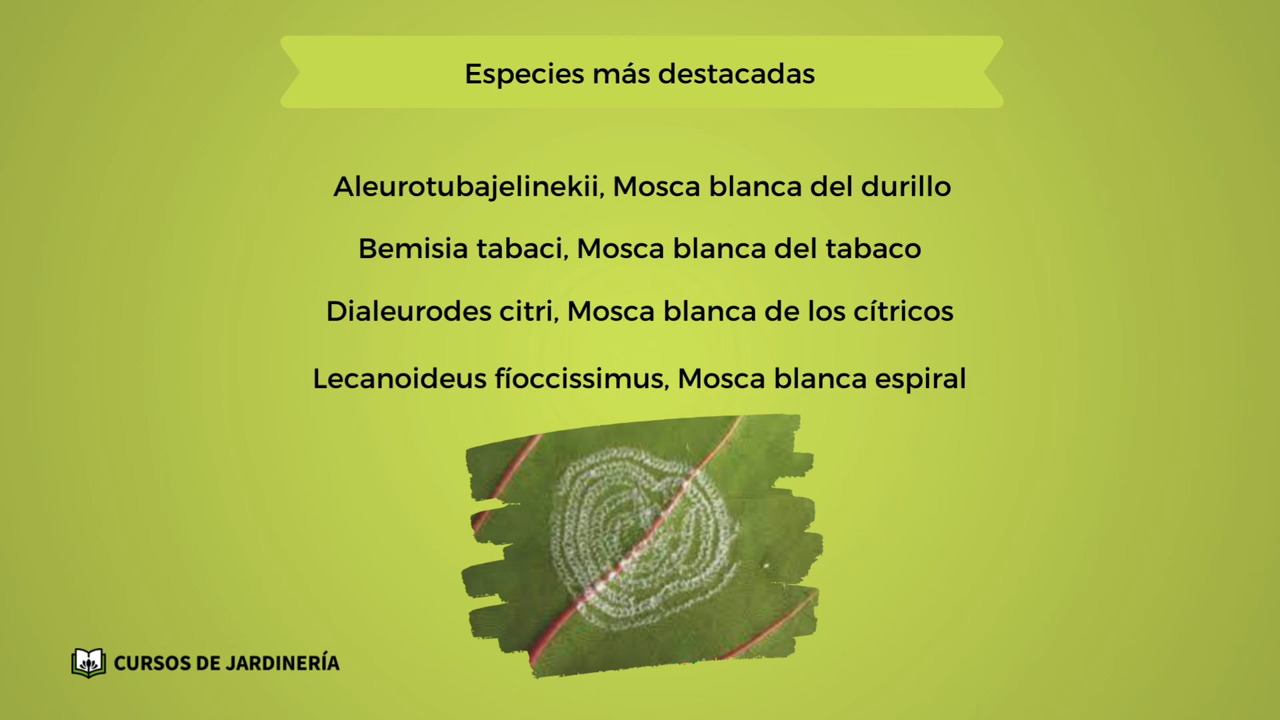 Especies más destacadas
Aleurotubajelinekii, Mosca blanca del durillo
Bemisia tabaci, Mosca blanca del tabaco
Dialeurodes citri, Mosca blanca de los cítricos
Lecanoideus fíoccissimus, Mosca blanca espiral
CURSOS DE JARDINERÍA